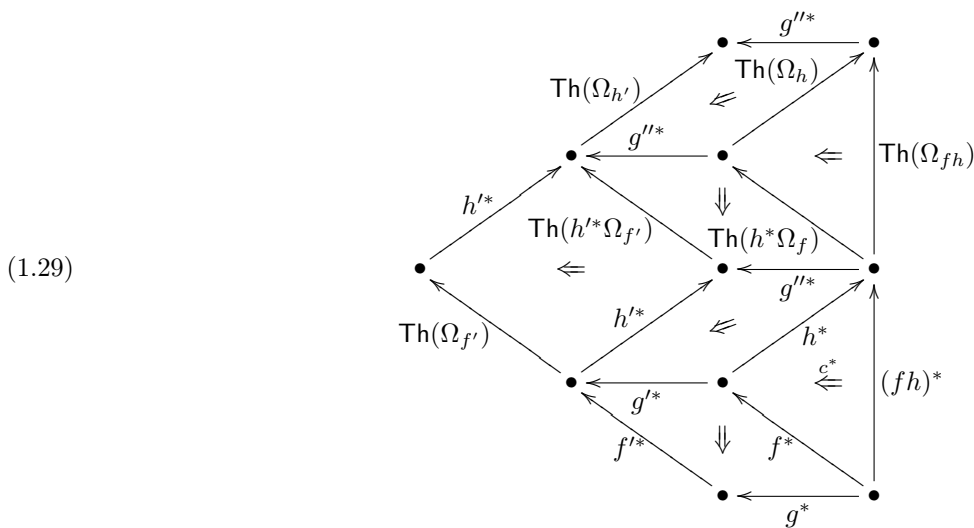 g''*
Th(Ω_h)
Th(Ω_{h'})
g''*
Th(Ω_{fh})
h'*
Th(h'*Ω_{f'})
Th(h*Ω_f)
(1.29)
g''*
Th(Ω_{f'})
h'*
h*
c*
(fh)*
g'*
f'*
f*
g*